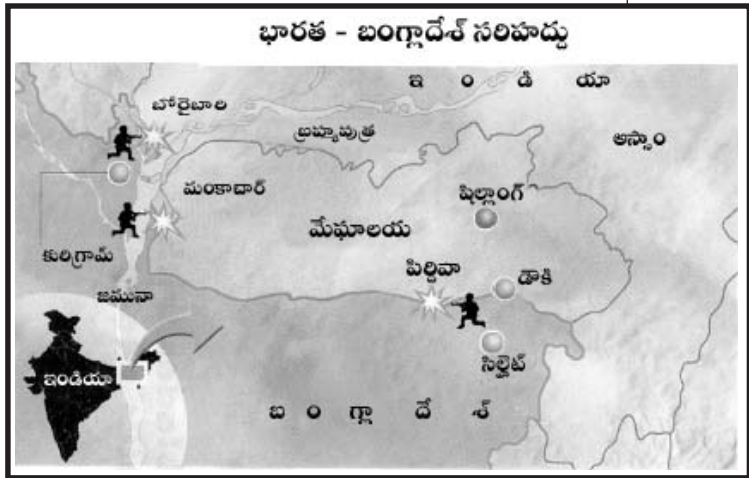 భారత - బంగ్లాదేశ్ సరిహద్దు
ఇండియా
బోరైబారి
బ్రహ్మపుత్ర
అస్సాం
మంకాచార్
షిల్లాంగ్
మేఘాలయ
కురిగ్రామ్
పిర్దివా
డౌకి
జమునా
సిల్హెట్
ఇండియా
బంగ్లాదేశ్